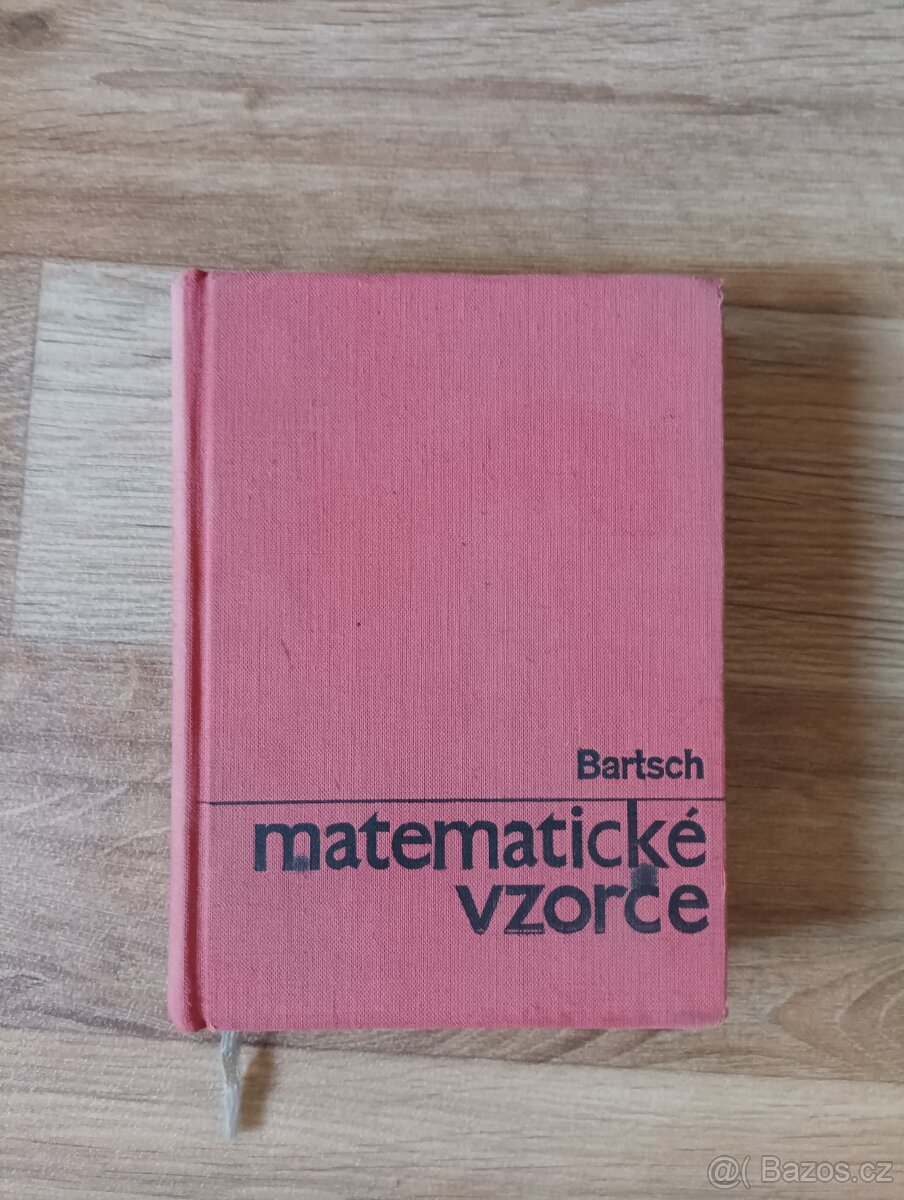 Bartsch
matematické
vzorce
@( Bazos.cz